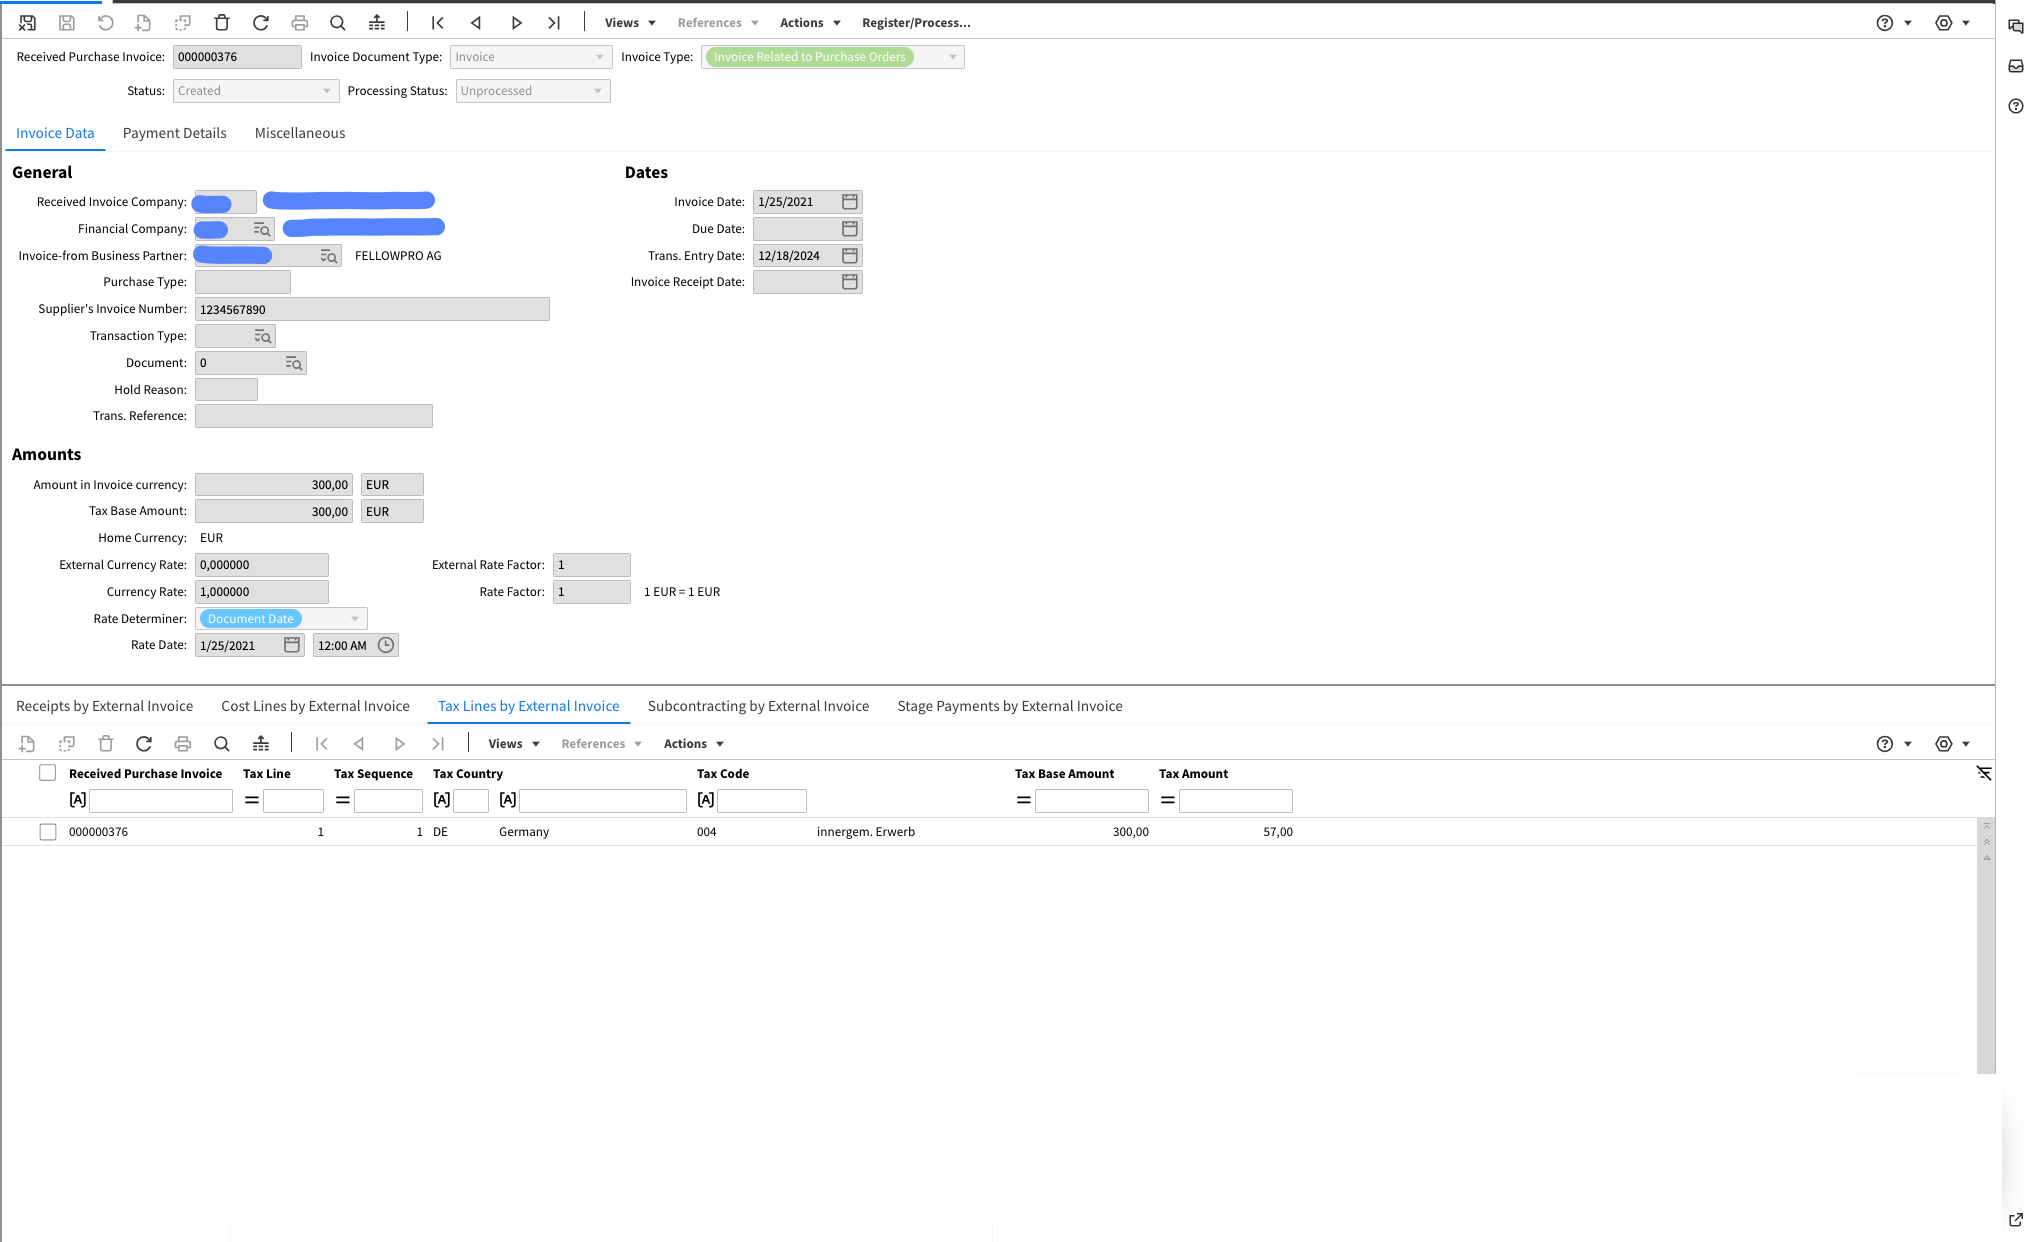 Views References Actions Register/Process...
Received Purchase Invoice: 000000376 Invoice Document Type: Invoice Invoice Type: Invoice Related to Purchase Orders
Status: Created Processing Status: Unprocessed
Invoice Data Payment Details Miscellaneous
General
Received Invoice Company:
Financial Company:
Invoice-from Business Partner: FELLOWPRO AG
Purchase Type:
Supplier's Invoice Number: 1234567890
Transaction Type:
Document: 0
Hold Reason:
Trans. Reference:
Dates
Invoice Date: 1/25/2021
Due Date:
Trans. Entry Date: 12/18/2024
Invoice Receipt Date:
Amounts
Amount in Invoice currency: 300,00 EUR
Tax Base Amount: 300,00 EUR
Home Currency: EUR
External Currency Rate: 0,000000 External Rate Factor: 1
Currency Rate: 1,000000 Rate Factor: 1 1 EUR = 1 EUR
Rate Determiner: Document Date
Rate Date: 1/25/2021 12:00 AM
Receipts by External Invoice Cost Lines by External Invoice Tax Lines by External Invoice Subcontracting by External Invoice Stage Payments by External Invoice
Views References Actions
Received Purchase Invoice Tax Line Tax Sequence Tax Country Tax Code Tax Base Amount Tax Amount
[A] = = [A] [A] [A] = =
000000376 1 1 DE Germany 004 innergem. Erwerb 300,00 57,00